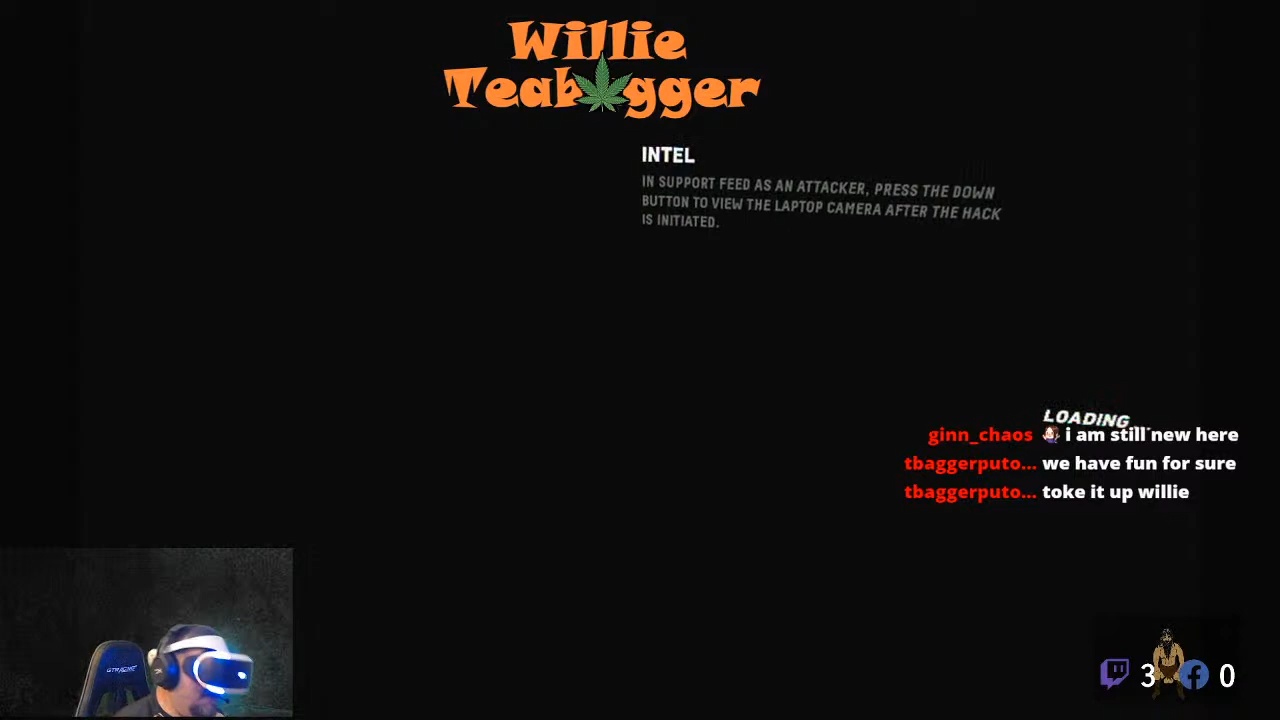 Willie
Teabagger
INTEL
IN SUPPORT FEED AS AN ATTACKER, PRESS THE DOWN
BUTTON TO VIEW THE LAPTOP CAMERA AFTER THE HACK
IS INITIATED.
LOADING
ginn_chaos i am still new here
tbaggerputo... we have fun for sure
tbaggerputo... toke it up willie
3 0